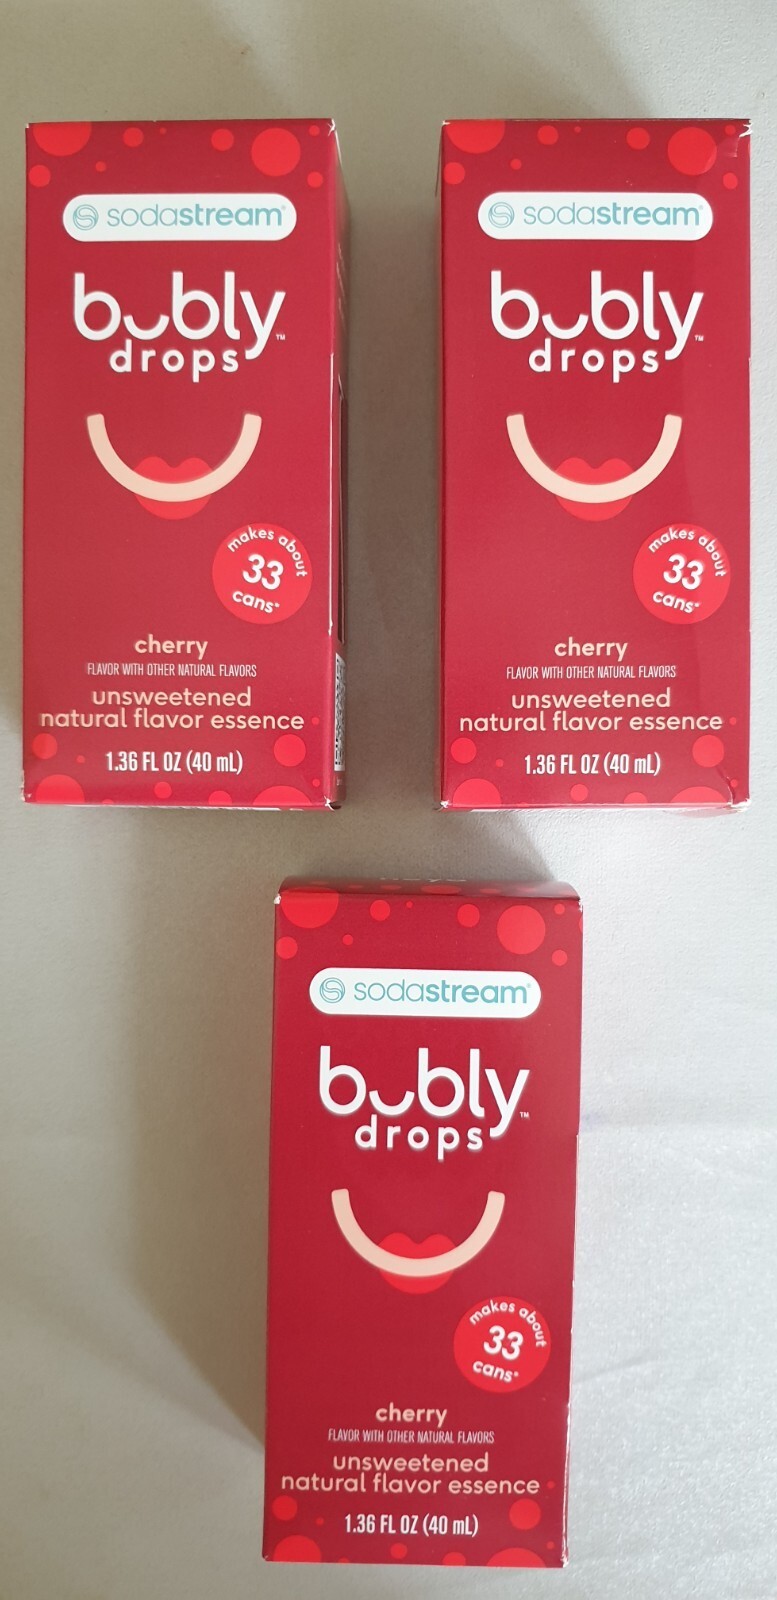 sodastream®
bubly™
drops
makes about
33
cans*
cherry
FLAVOR WITH OTHER NATURAL FLAVORS
unsweetened
natural flavor essence
1.36 FL OZ (40 mL)
sodastream®
bubly™
drops
makes about
33
cans*
cherry
FLAVOR WITH OTHER NATURAL FLAVORS
unsweetened
natural flavor essence
1.36 FL OZ (40 mL)
sodastream®
bubly™
drops
makes about
33
cans*
cherry
FLAVOR WITH OTHER NATURAL FLAVORS
unsweetened
natural flavor essence
1.36 FL OZ (40 mL)